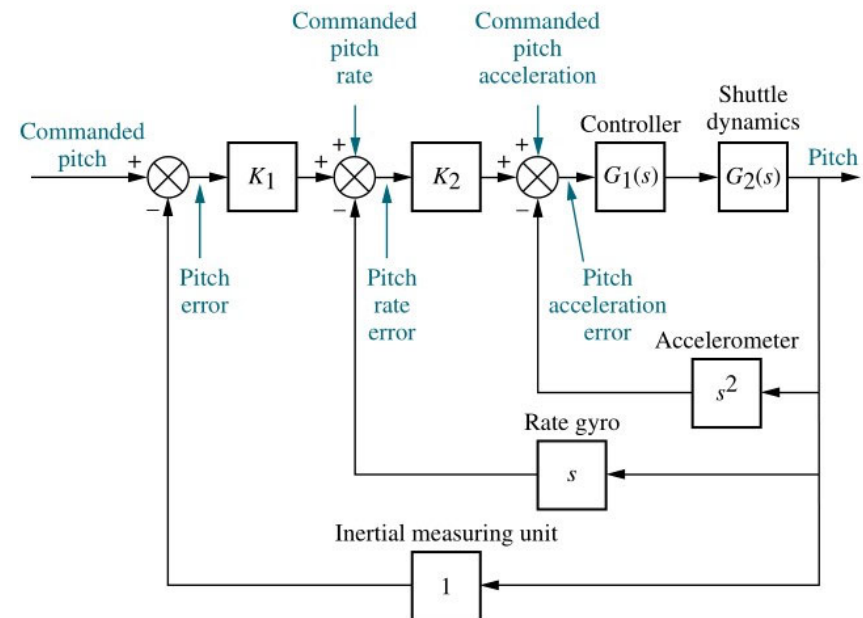 Commanded
pitch
rate
Commanded
pitch
acceleration
Shuttle
dynamics
Controller
Commanded
pitch
Pitch
+
−
K1
+
+
−
K2
+
+
−
G1(s)
G2(s)
Pitch
error
Pitch
rate
error
Pitch
acceleration
error
Accelerometer
s2
Rate gyro
s
Inertial measuring unit
1